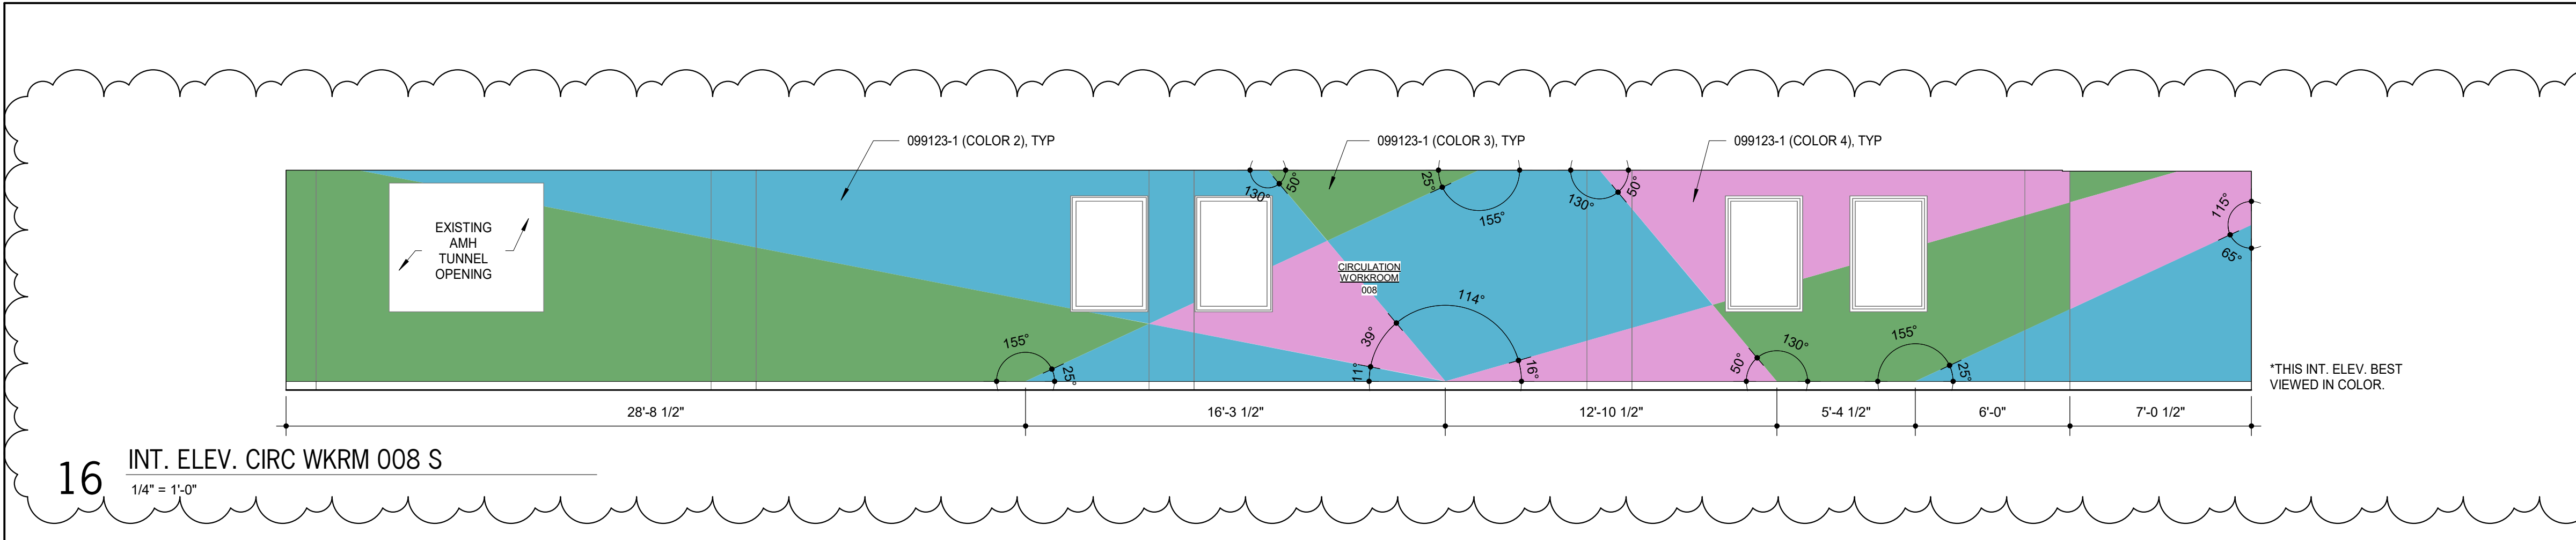 099123-1 (COLOR 2), TYP
099123-1 (COLOR 3), TYP
099123-1 (COLOR 4), TYP
130°
50°
25°
155°
130°
50°
115°
65°
EXISTING
AMH
TUNNEL
OPENING
CIRCULATION
WORKROOM
008
155°
25°
11°
39°
114°
16°
50°
130°
155°
25°
*THIS INT. ELEV. BEST
VIEWED IN COLOR.
28'-8 1/2"
16'-3 1/2"
12'-10 1/2"
5'-4 1/2"
6'-0"
7'-0 1/2"
16
INT. ELEV. CIRC WKRM 008 S
1/4" = 1'-0"